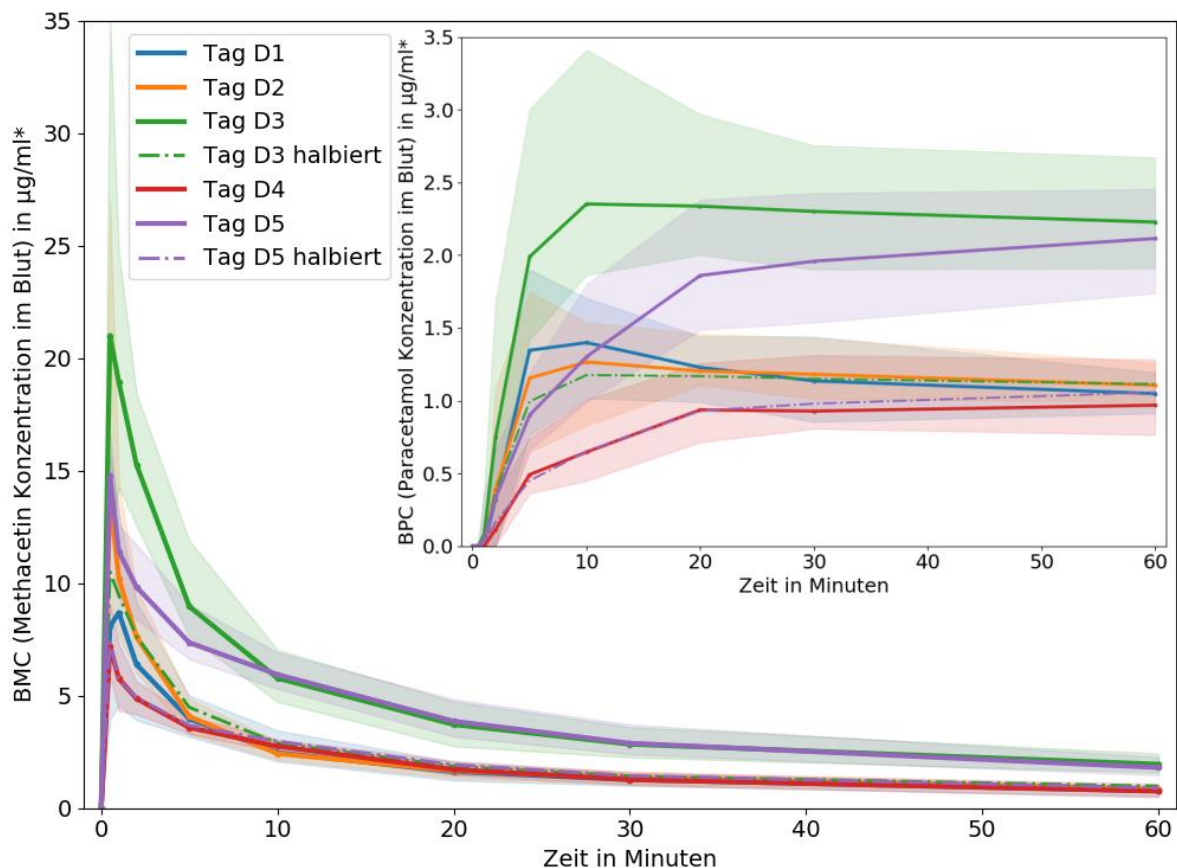 35
30
25
20
15
10
5
0
BMC (Methacetin Konzentration im Blut) in µg/ml*
0
10
20
30
40
50
60
Zeit in Minuten
Tag D1
Tag D2
Tag D3
Tag D3 halbiert
Tag D4
Tag D5
Tag D5 halbiert
3.5
3.0
2.5
2.0
1.5
1.0
0.5
0.0
BPC (Paracetamol Konzentration im Blut) in µg/ml*
0
10
20
30
40
50
60
Zeit in Minuten